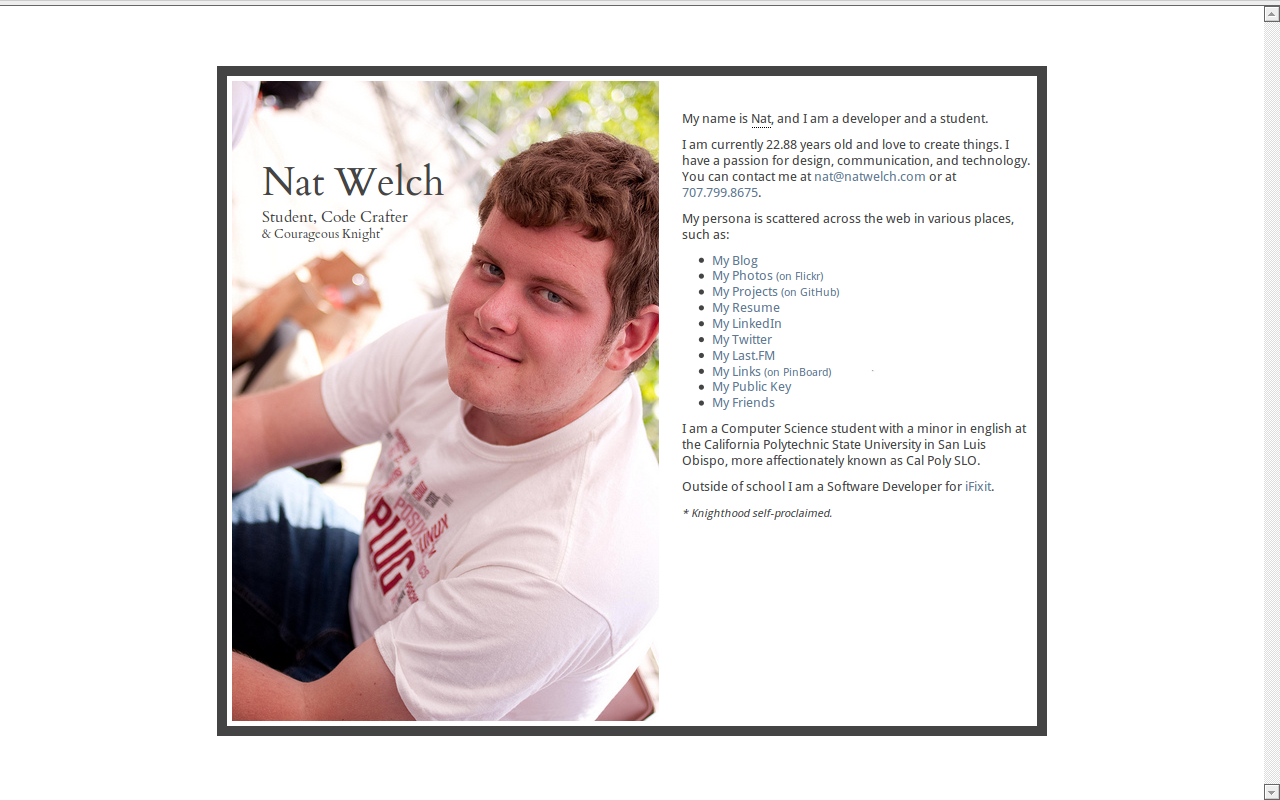 Nat Welch
Student, Code Crafter
& Courageous Knight*
My name is Nat, and I am a developer and a student.
I am currently 22.88 years old and love to create things. I
have a passion for design, communication, and technology.
You can contact me at nat@natwelch.com or at
707.799.8675.
My persona is scattered across the web in various places,
such as:
• My Blog
• My Photos (on Flickr)
• My Projects (on GitHub)
• My Resume
• My LinkedIn
• My Twitter
• My Last.FM
• My Links (on PinBoard)
• My Public Key
• My Friends
I am a Computer Science student with a minor in english at
the California Polytechnic State University in San Luis
Obispo, more affectionately known as Cal Poly SLO.
Outside of school I am a Software Developer for iFixit.
* Knighthood self-proclaimed.
POSIX
LINUX
PLUG